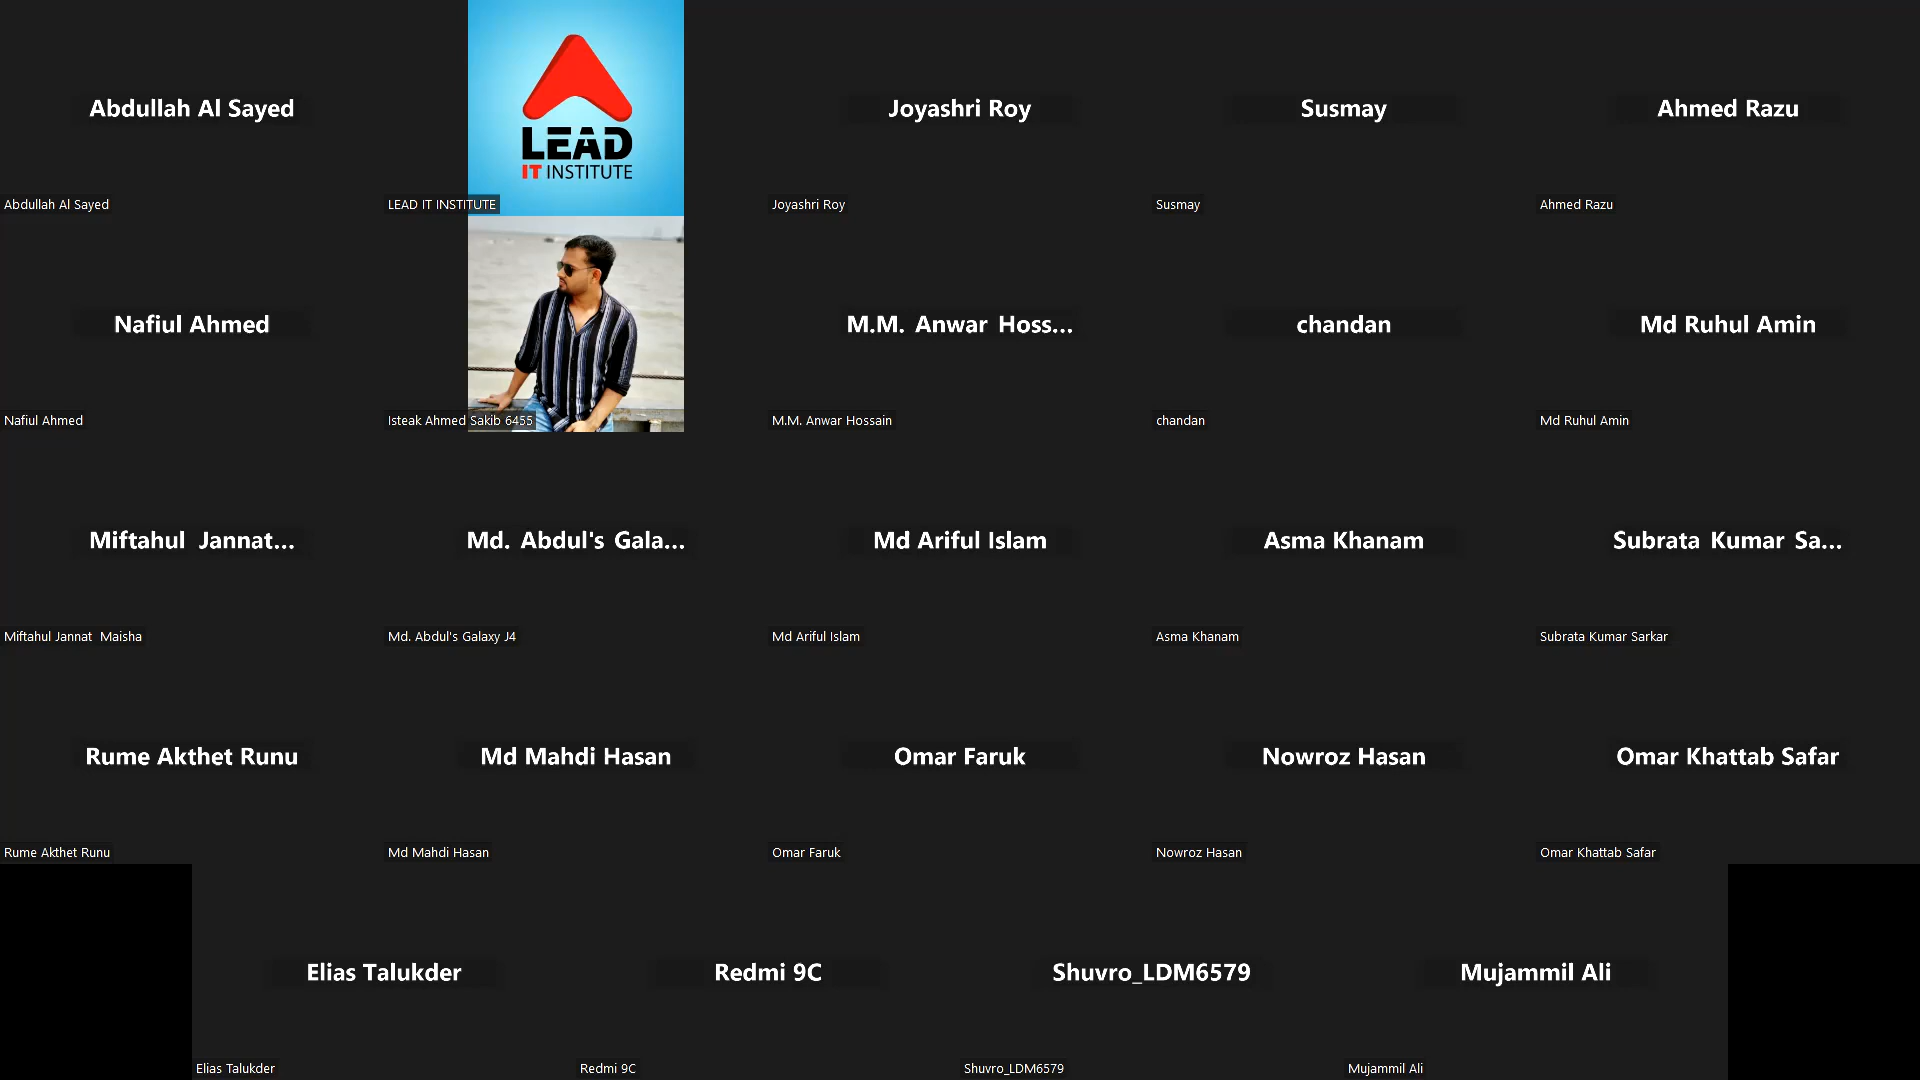 Abdullah Al Sayed
Abdullah Al Sayed
LEAD
IT INSTITUTE
LEAD IT INSTITUTE
Joyashri Roy
Joyashri Roy
Susmay
Susmay
Ahmed Razu
Ahmed Razu
Nafiul Ahmed
Nafiul Ahmed
Isteak Ahmed Sakib 6455
M.M. Anwar Hoss...
M.M. Anwar Hossain
chandan
chandan
Md Ruhul Amin
Md Ruhul Amin
Miftahul Jannat...
Miftahul Jannat Maisha
Md. Abdul's Gala...
Md. Abdul's Galaxy J4
Md Ariful Islam
Md Ariful Islam
Asma Khanam
Asma Khanam
Subrata Kumar Sa...
Subrata Kumar Sarkar
Rume Akthet Runu
Rume Akthet Runu
Md Mahdi Hasan
Md Mahdi Hasan
Omar Faruk
Omar Faruk
Nowroz Hasan
Nowroz Hasan
Omar Khattab Safar
Omar Khattab Safar
Elias Talukder
Elias Talukder
Redmi 9C
Redmi 9C
Shuvro_LDM6579
Shuvro_LDM6579
Mujammil Ali
Mujammil Ali